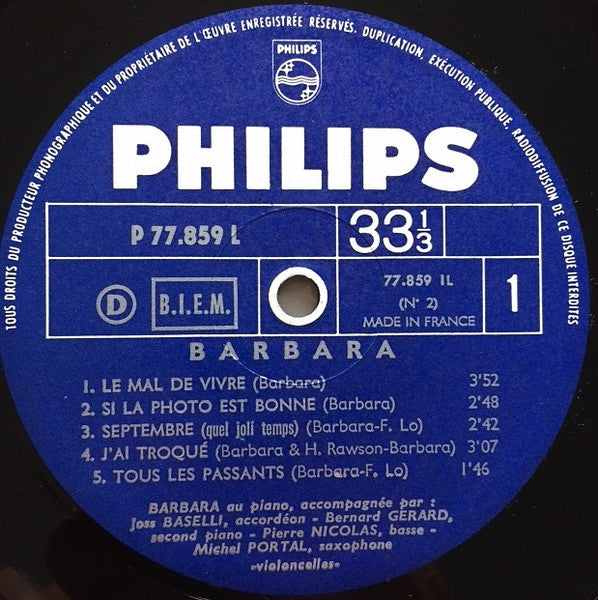 TOUS DROITS DU PRODUCTEUR PHONOGRAPHIQUE ET DU PROPRIÉTAIRE DE L'ŒUVRE ENREGISTRÉE RÉSERVÉS. DUPLICATION, EXÉCUTION PUBLIQUE, RADIODIFFUSION DE CE DISQUE INTERDITES
PHILIPS
PHILIPS
P 77.859 L
33 1/3
D
B.I.E.M.
77.859 1L
(Nº 2)
MADE IN FRANCE
1
BARBARA
1. LE MAL DE VIVRE (Barbara) 3'52
2. SI LA PHOTO EST BONNE (Barbara) 2'48
3. SEPTEMBRE (quel joli temps) (Barbara-F. Lo) 2'42
4. J'AI TROQUÉ (Barbara & H. Rawson-Barbara) 3'07
5. TOUS LES PASSANTS (Barbara-F. Lo) 1'46
BARBARA au piano, accompagnée par :
Joss BASELLI, accordéon - Bernard GERARD,
second piano - Pierre NICOLAS, basse -
Michel PORTAL, saxophone
-violoncelles-